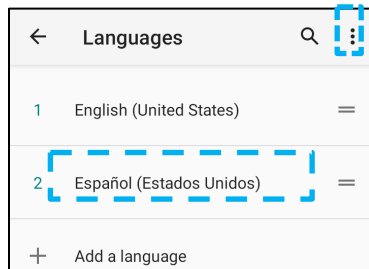 Languages
1 English (United States)
2 Español (Estados Unidos)
Add a language